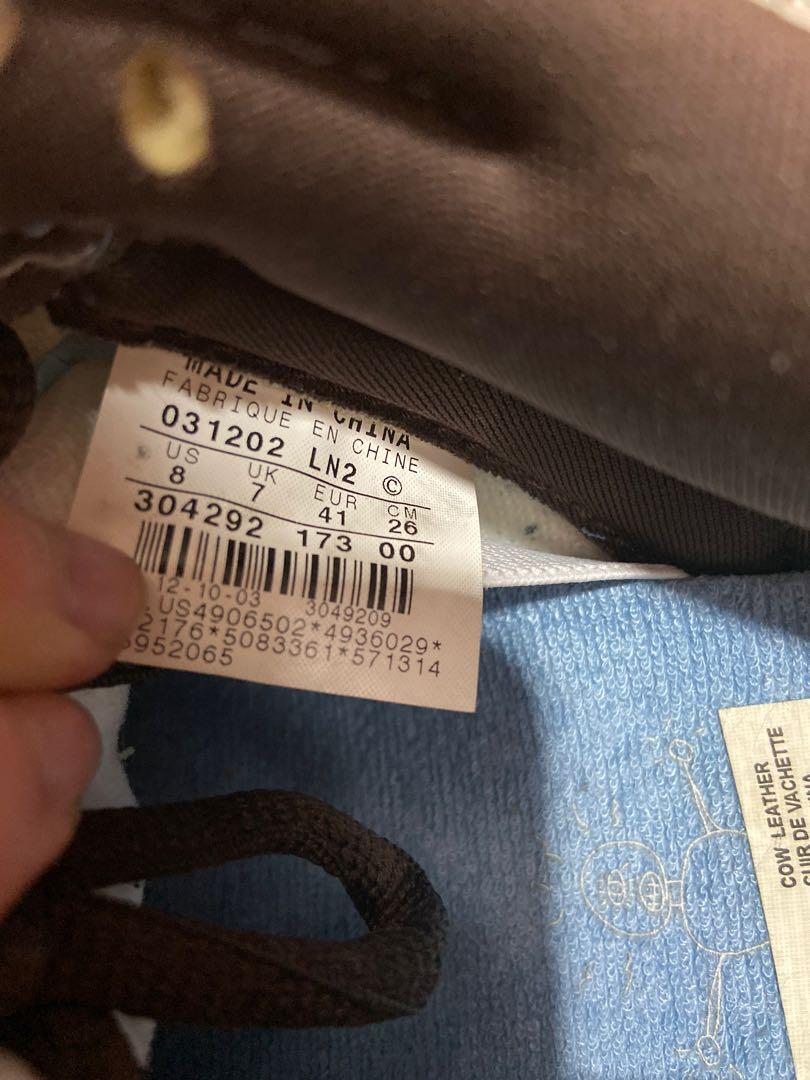 MADE IN CHINA
FABRIQUE EN CHINE
031202 LN2 ©
US UK EUR CM
8 7 41 26
304292 173 00
12-10-03 3049209
US4906502*4936029*
2176*5083361*571314
5952065
COW LEATHER
CUIR DE VACHETTE